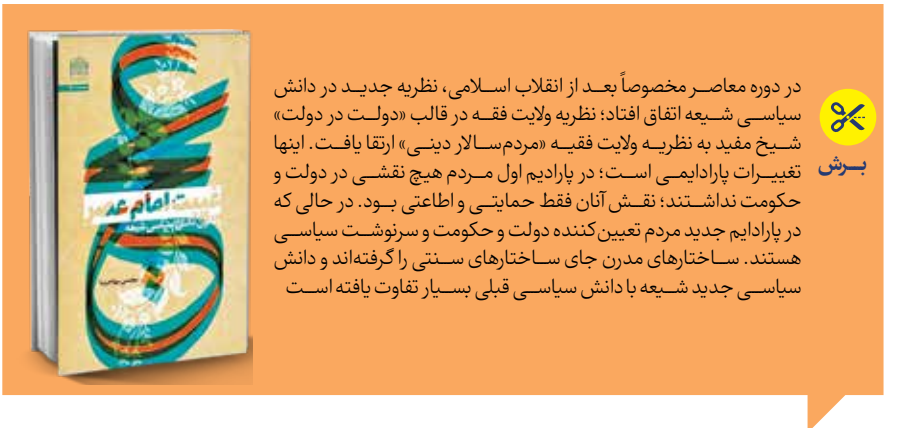 در دوره معاصر مخصوصاً بعد از انقلاب اسلامی، نظریه جدید در دانش
سیاسی شیعه اتفاق افتاد؛ نظریه ولایت فقه در قالب «دولت در دولت»
شیخ مفید به نظریه ولایت فقیه «مردم‌سالار دینی» ارتقا یافت. اینها
تغییرات پارادایمی است؛ در پارادیم اول مردم هیچ نقشی در دولت و
حکومت نداشتند؛ نقش آنان فقط حمایتی و اطاعتی بود. در حالی که
در پارادایم جدید مردم تعیین‌کننده دولت و حکومت و سرنوشت سیاسی
هستند. ساختارهای مدرن جای ساختارهای سنتی را گرفته‌اند و دانش
سیاسی جدید شیعه با دانش سیاسی قبلی بسیار تفاوت یافته است
برش
غیبت امام عصر